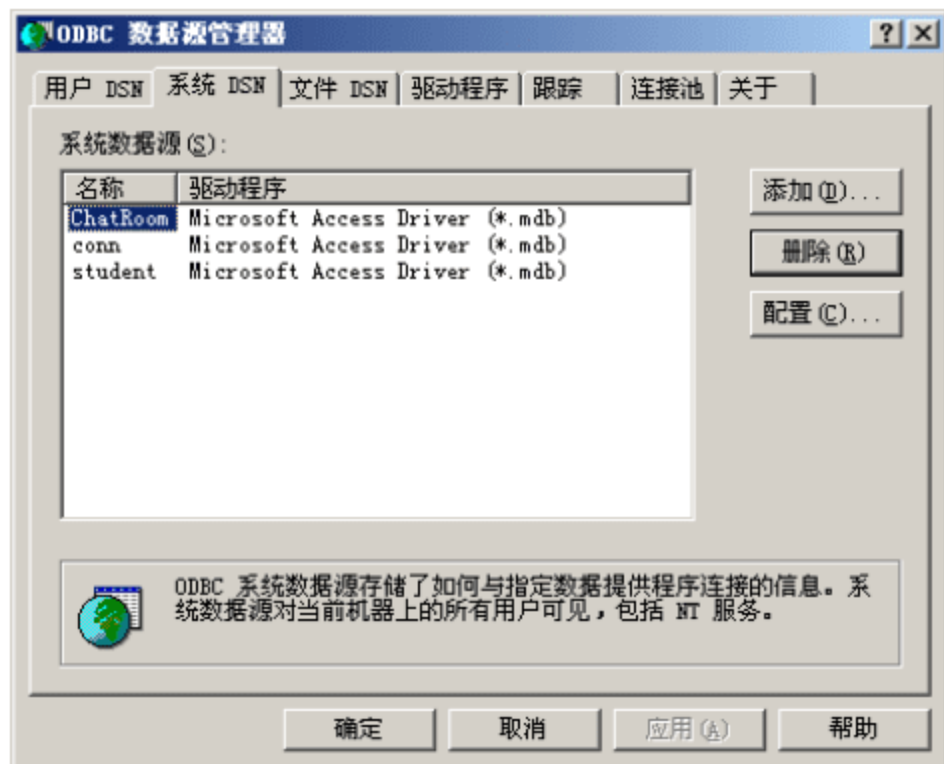 ODBC 数据源管理器
用户 DSN 系统 DSN 文件 DSN 驱动程序 跟踪 连接池 关于
系统数据源(S):
名称 驱动程序
ChatRoom Microsoft Access Driver (*.mdb)
conn Microsoft Access Driver (*.mdb)
student Microsoft Access Driver (*.mdb)
添加(D)...
删除(R)
配置(C)...
ODBC 系统数据源存储了如何与指定数据提供程序连接的信息。系
统数据源对当前机器上的所有用户可见，包括 NT 服务。
确定 取消 应用(A) 帮助